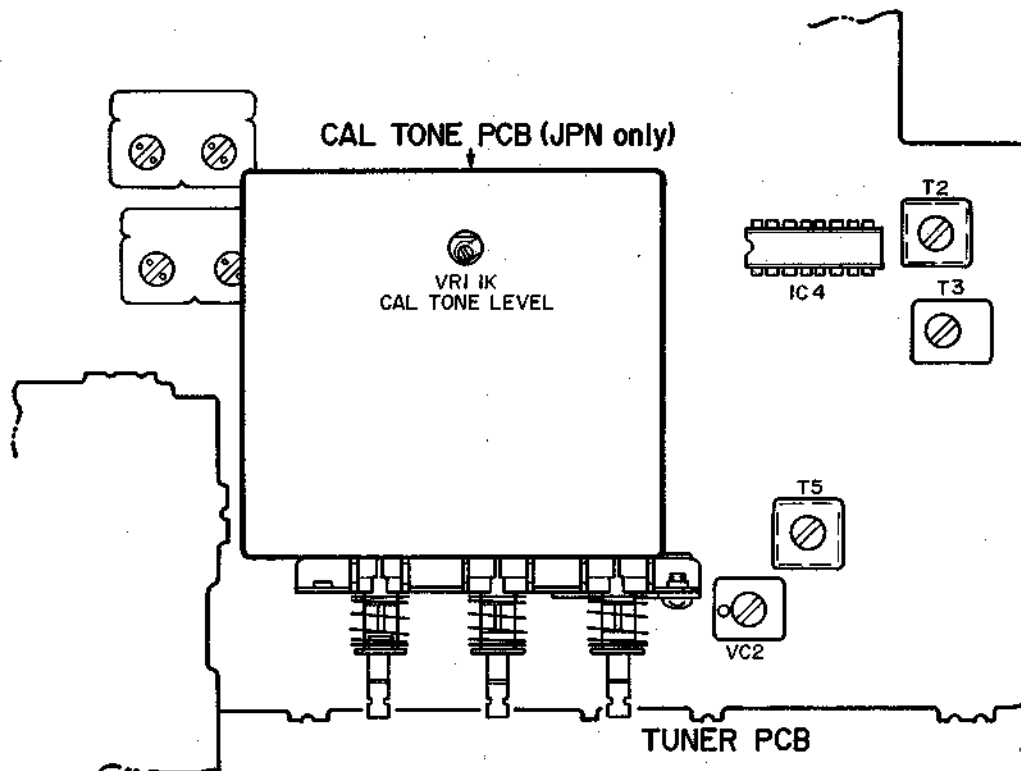 CAL TONE PCB (JPN only)
T2
VR1 1K
CAL TONE LEVEL
IC4
T3
T5
VC2
TUNER PCB